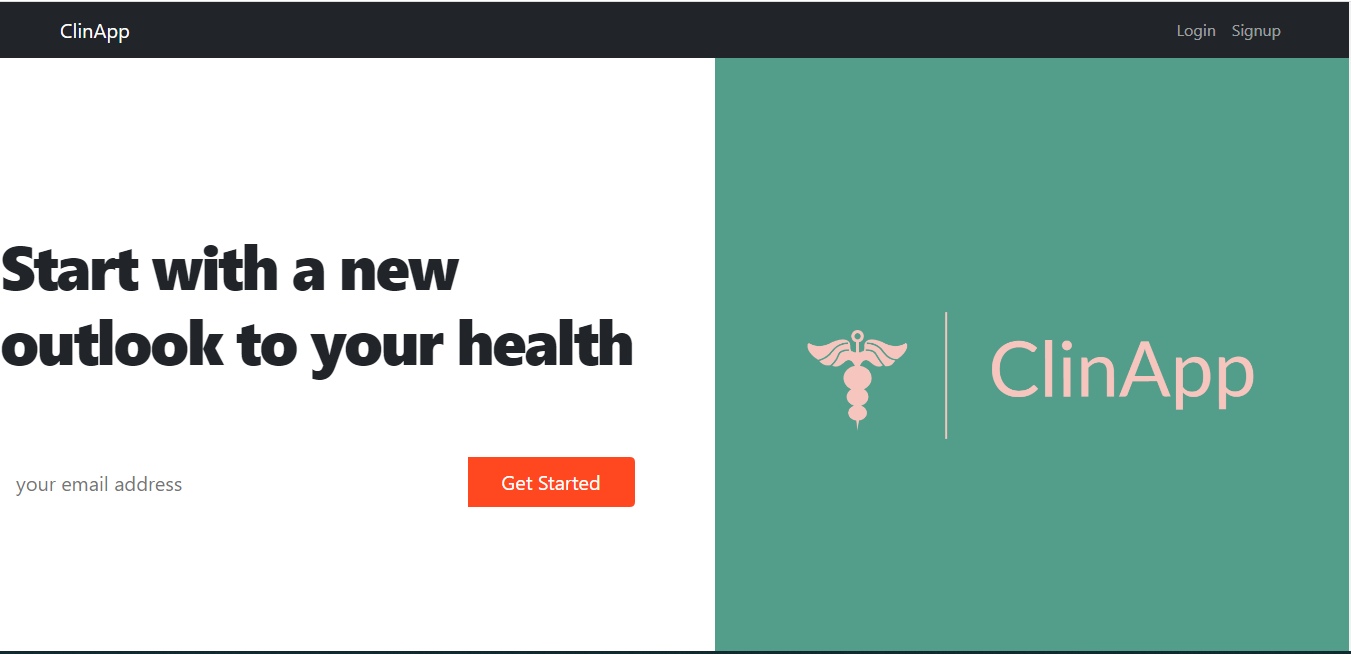 ClinApp
Login Signup
Start with a new
outlook to your health
your email address
Get Started
ClinApp